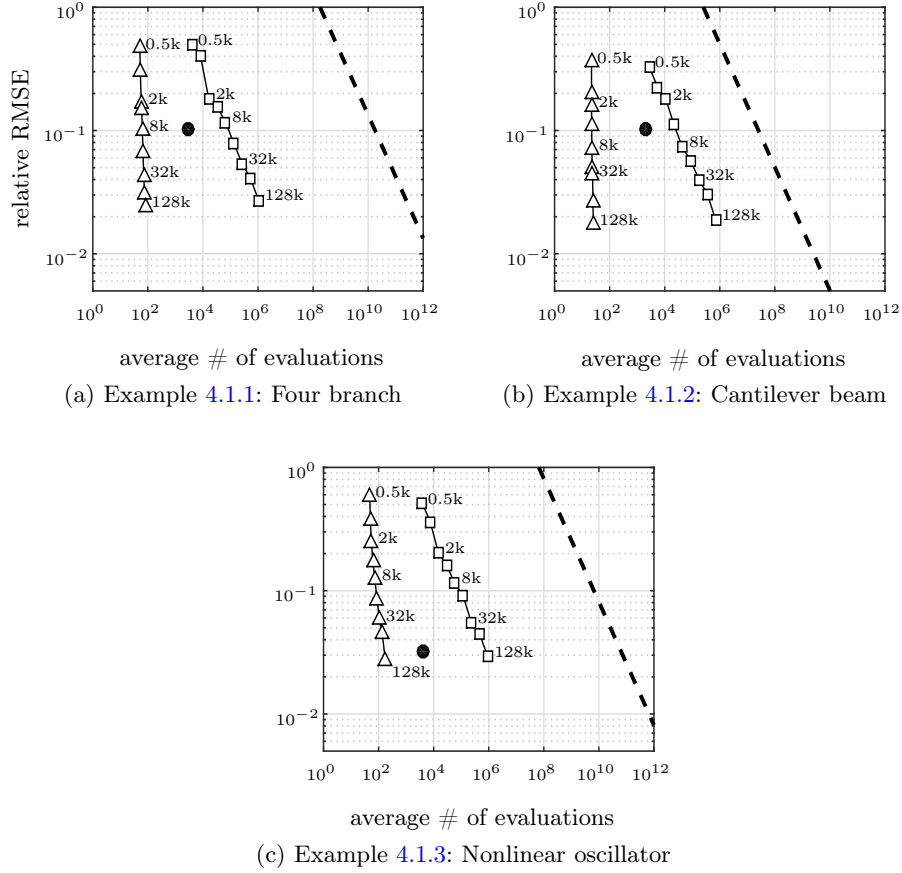 relative RMSE
10^0
10^-1
10^-2
0.5k 0.5k
2k 2k
8k 8k
32k 32k
128k 128k
10^0 10^2 10^4 10^6 10^8 10^10 10^12
average # of evaluations
(a) Example 4.1.1: Four branch
10^0
10^-1
10^-2
0.5k 0.5k
2k 2k
8k 8k
32k 32k
128k 128k
10^0 10^2 10^4 10^6 10^8 10^10 10^12
average # of evaluations
(b) Example 4.1.2: Cantilever beam
10^0
10^-1
10^-2
0.5k 0.5k
2k 2k
8k 8k
32k 32k
128k 128k
10^0 10^2 10^4 10^6 10^8 10^10 10^12
average # of evaluations
(c) Example 4.1.3: Nonlinear oscillator